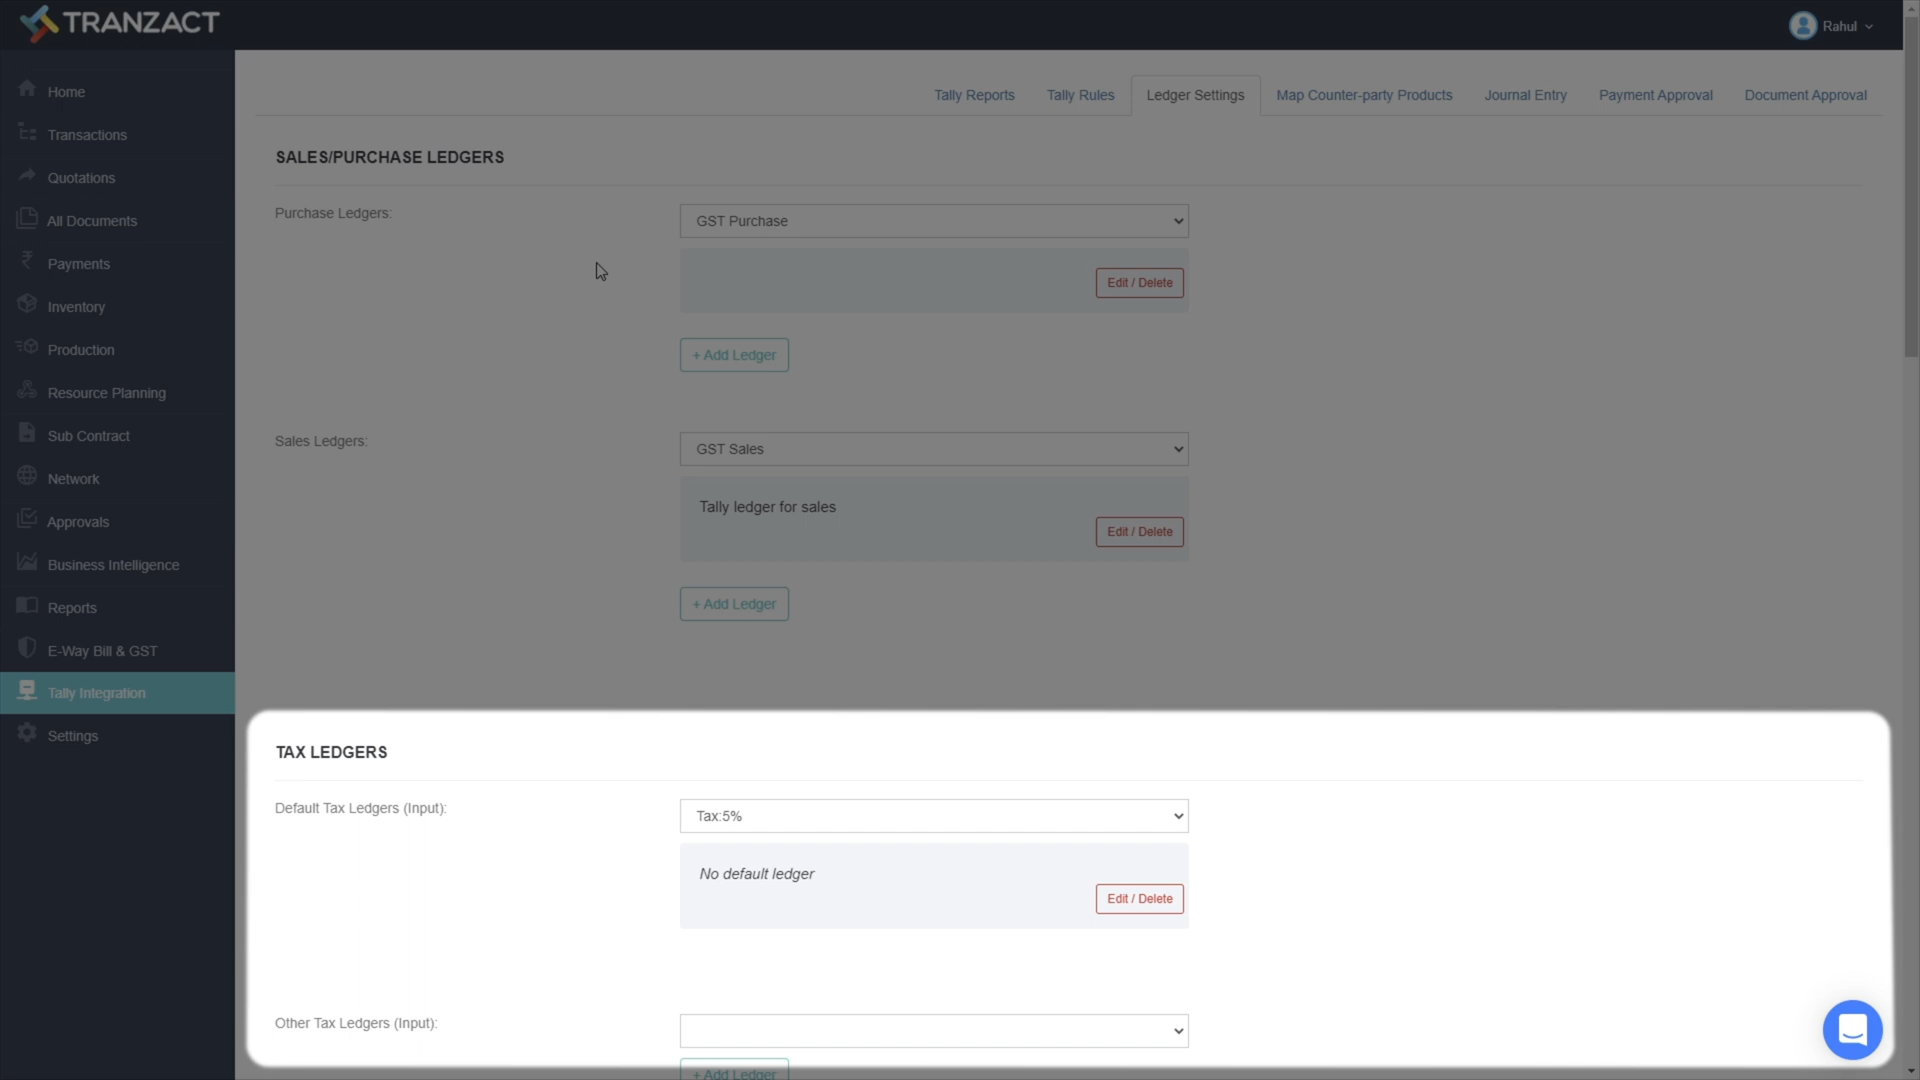 TRANZACT
Rahul
Home
Transactions
Quotations
All Documents
Payments
Inventory
Production
Resource Planning
Sub Contract
Network
Approvals
Business Intelligence
Reports
E-Way Bill & GST
Tally Integration
Settings
Tally Reports
Tally Rules
Ledger Settings
Map Counter-party Products
Journal Entry
Payment Approval
Document Approval
SALES/PURCHASE LEDGERS
Purchase Ledgers:
GST Purchase
Edit / Delete
+ Add Ledger
Sales Ledgers:
GST Sales
Tally ledger for sales
Edit / Delete
+ Add Ledger
TAX LEDGERS
Default Tax Ledgers (Input):
Tax:5%
No default ledger
Edit / Delete
Other Tax Ledgers (Input):
+ Add Ledger